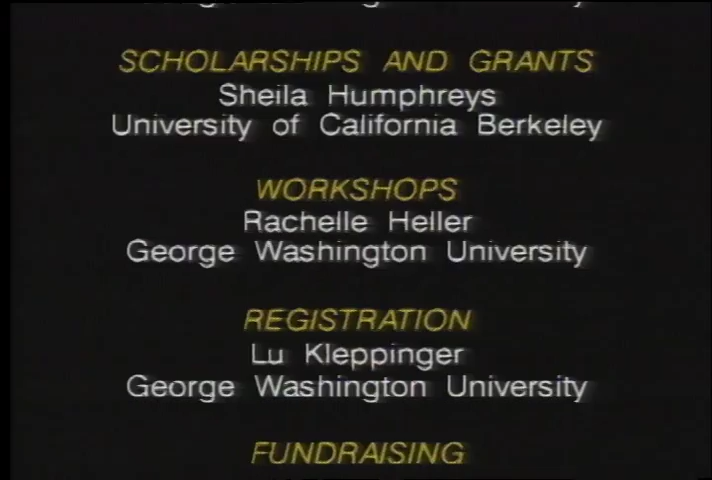 SCHOLARSHIPS AND GRANTS
Sheila Humphreys
University of California Berkeley
WORKSHOPS
Rachelle Heller
George Washington University
REGISTRATION
Lu Kleppinger
George Washington University
FUNDRAISING